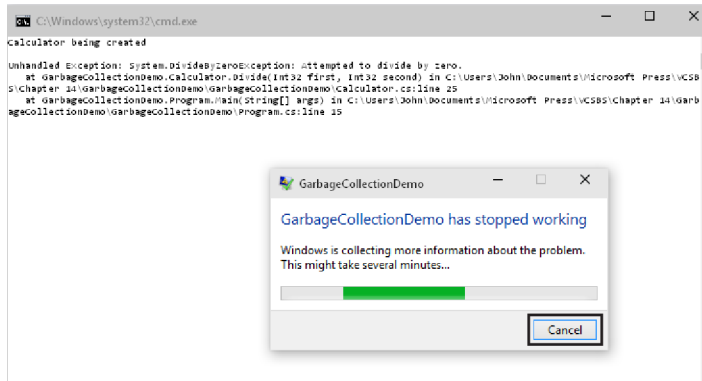 C:\Windows\system32\cmd.exe
Calculator being created
Unhandled Exception: System.DivideByZeroException: Attempted to divide by zero.
at GarbageCollectionDemo.Calculator.Divide(Int32 first, Int32 second) in C:\Users\John\Documents\Microsoft Press\VCSB
S\Chapter 14\GarbageCollectionDemo\GarbageCollectionDemo\Calculator.cs:line 25
at GarbageCollectionDemo.Program.Main(String[] args) in C:\Users\John\Documents\Microsoft Press\VCSBS\Chapter 14\Garb
ageCollectionDemo\GarbageCollectionDemo\Program.cs:line 15
GarbageCollectionDemo
GarbageCollectionDemo has stopped working
Windows is collecting more information about the problem.
This might take several minutes...
Cancel